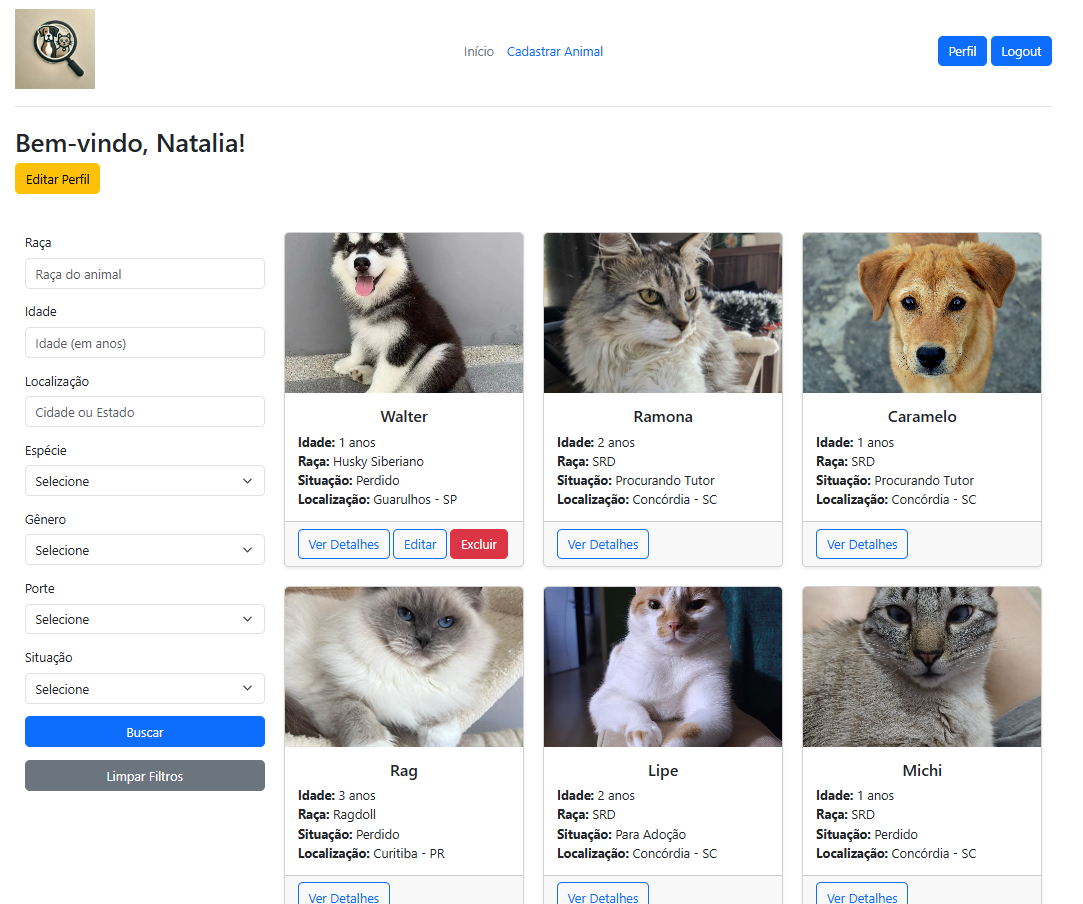 Início Cadastrar Animal Perfil Logout
Bem-vindo, Natalia!
Editar Perfil
Raça
Raça do animal
Idade
Idade (em anos)
Localização
Cidade ou Estado
Espécie
Selecione
Gênero
Selecione
Porte
Selecione
Situação
Selecione
Buscar
Limpar Filtros
Walter
Idade: 1 anos
Raça: Husky Siberiano
Situação: Perdido
Localização: Guarulhos - SP
Ver Detalhes Editar Excluir
Ramona
Idade: 2 anos
Raça: SRD
Situação: Procurando Tutor
Localização: Concórdia - SC
Ver Detalhes
Caramelo
Idade: 1 anos
Raça: SRD
Situação: Procurando Tutor
Localização: Concórdia - SC
Ver Detalhes
Rag
Idade: 3 anos
Raça: Ragdoll
Situação: Perdido
Localização: Curitiba - PR
Ver Detalhes
Lipe
Idade: 2 anos
Raça: SRD
Situação: Para Adoção
Localização: Concórdia - SC
Ver Detalhes
Michi
Idade: 1 anos
Raça: SRD
Situação: Perdido
Localização: Concórdia - SC
Ver Detalhes